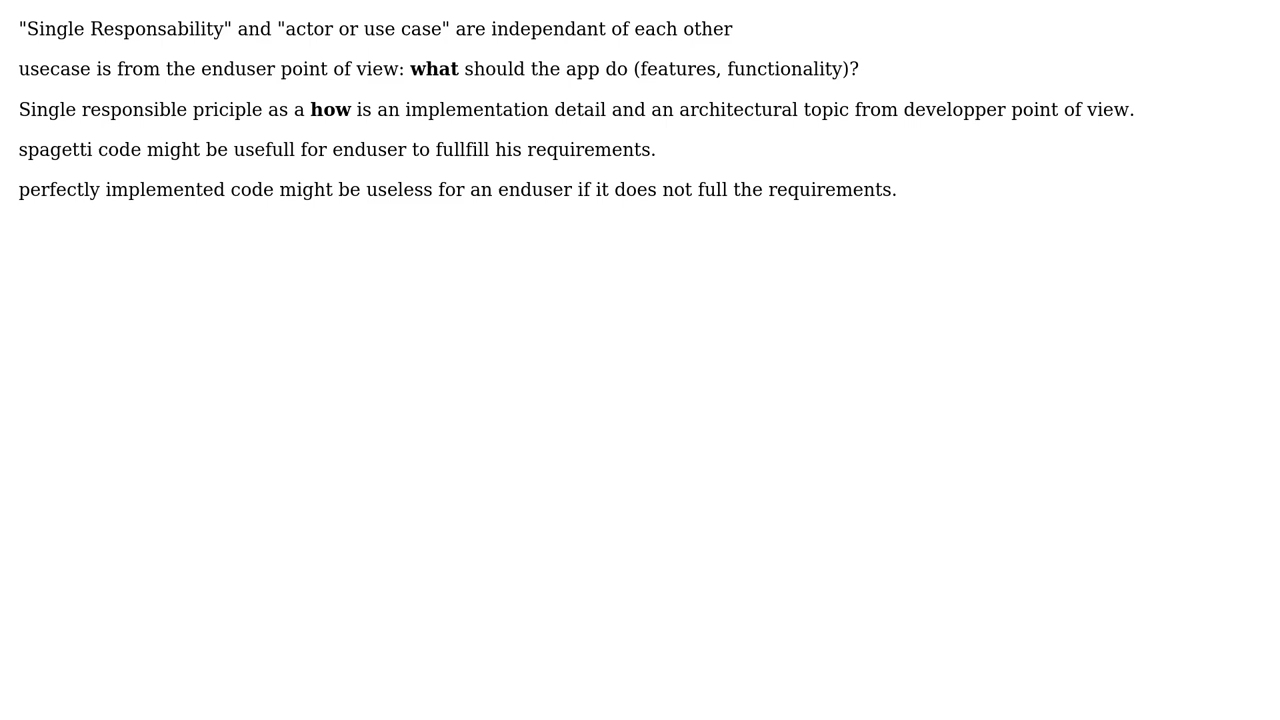 "Single Responsability" and "actor or use case" are independant of each other
usecase is from the enduser point of view: what should the app do (features, functionality)?
Single responsible priciple as a how is an implementation detail and an architectural topic from developper point of view.
spagetti code might be usefull for enduser to fullfill his requirements.
perfectly implemented code might be useless for an enduser if it does not full the requirements.